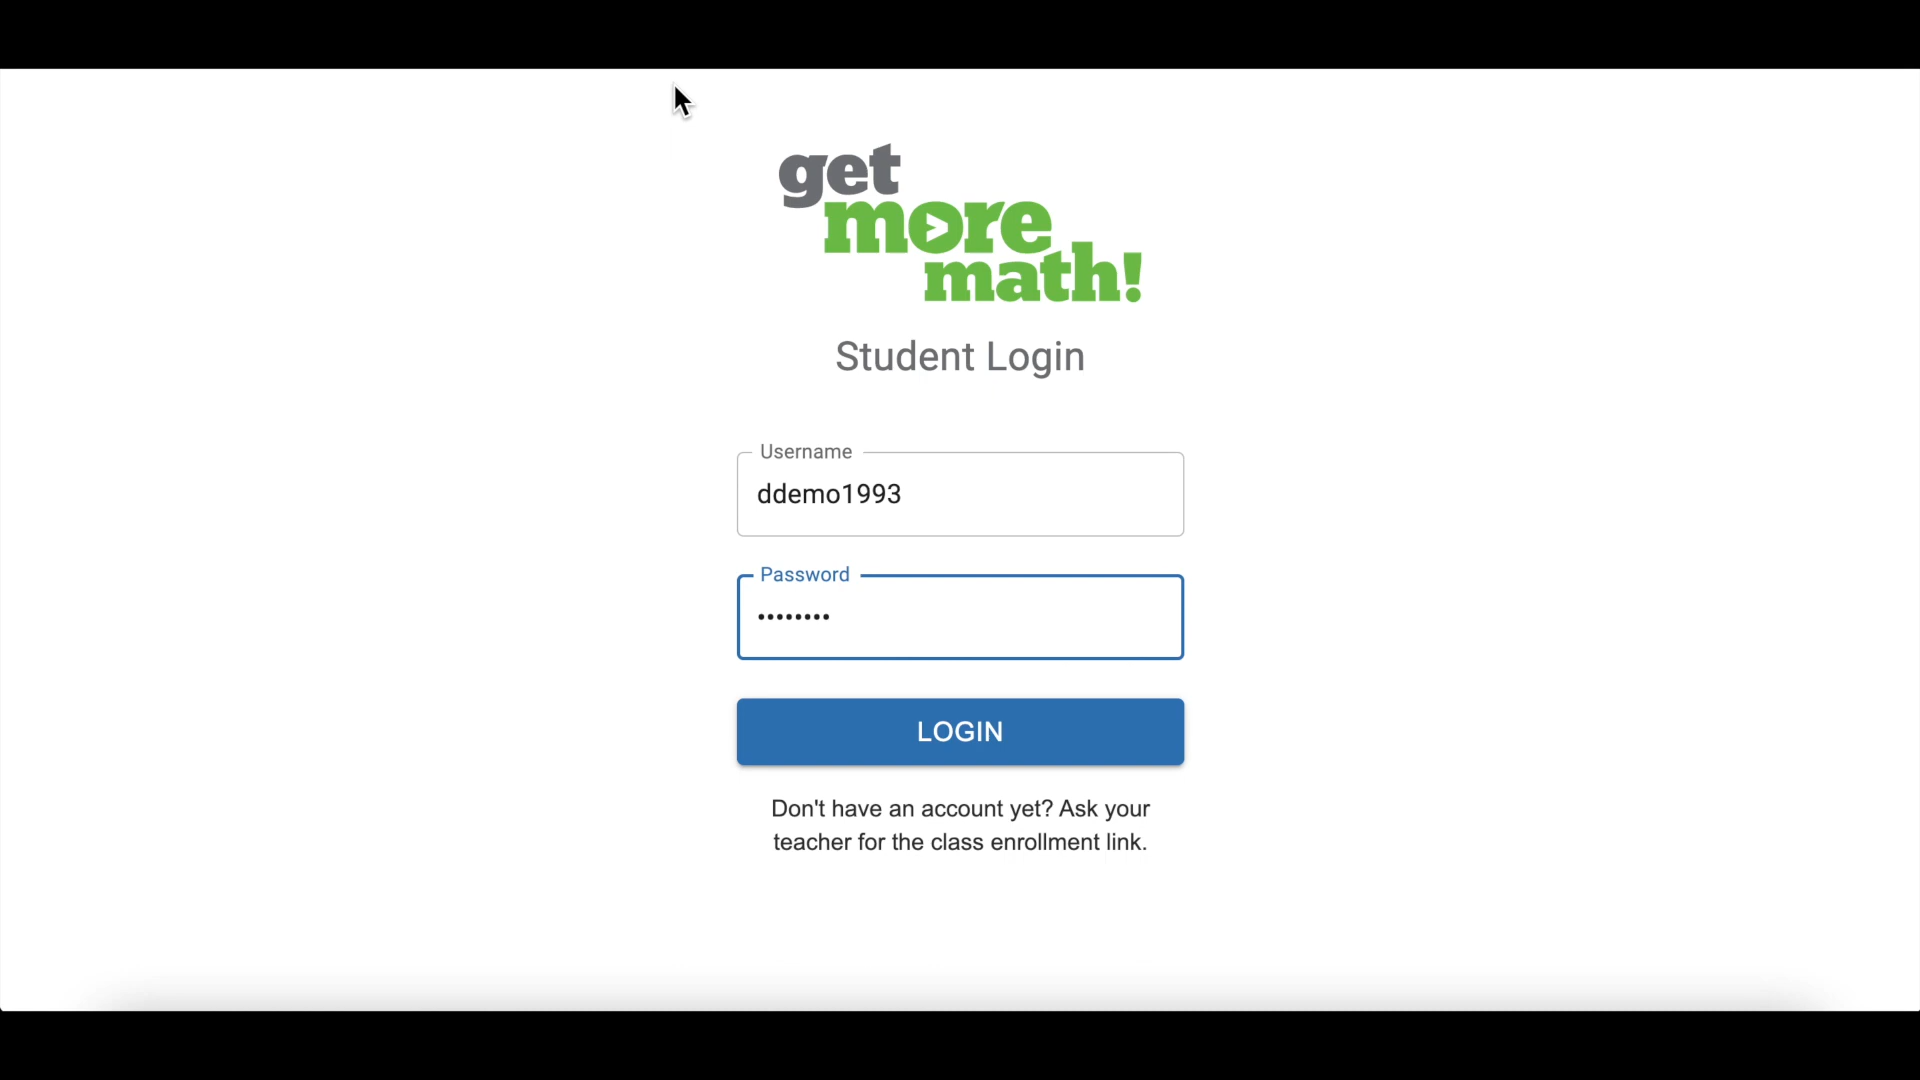 get
more
math!
Student Login
Username
ddemo1993
Password
••••••••
LOGIN
Don't have an account yet? Ask your
teacher for the class enrollment link.